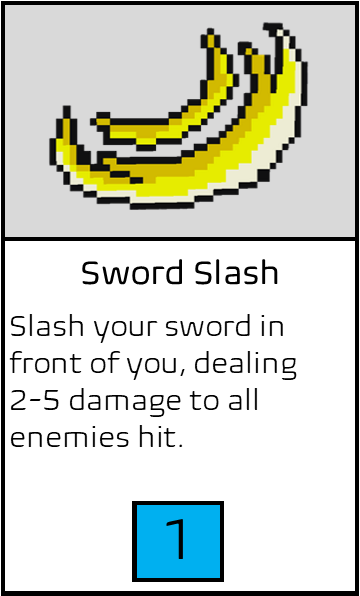 Sword Slash
Slash your sword in
front of you, dealing
2-5 damage to all
enemies hit.
1